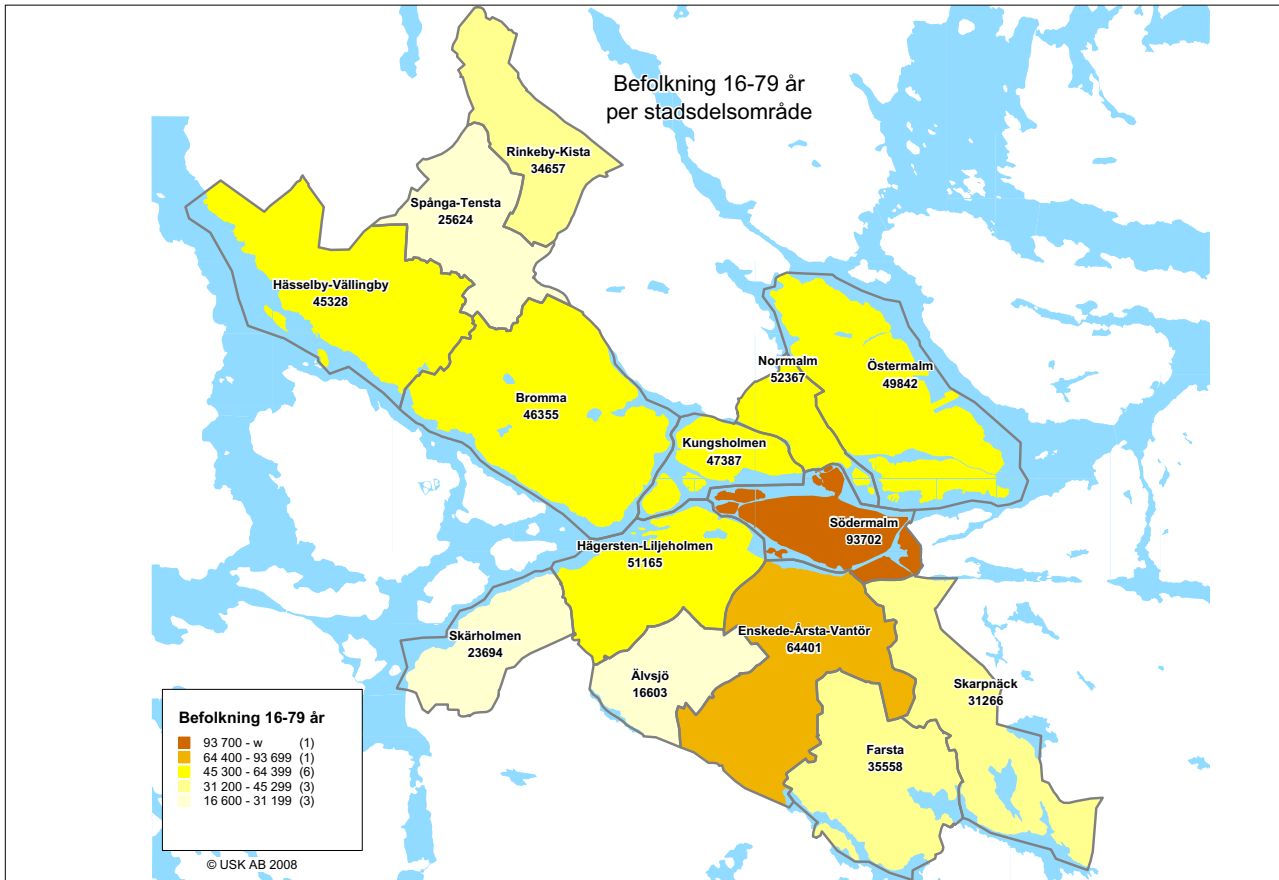 Befolkning 16-79 år
per stadsdelsområde
Rinkeby-Kista
34657
Spånga-Tensta
25624
Hässelby-Vällingby
45328
Norrmalm
52367
Östermalm
49842
Bromma
46355
Kungsholmen
47387
Södermalm
93702
Hägersten-Liljeholmen
51165
Skärholmen
23694
Enskede-Årsta-Vantör
64401
Älvsjö
16603
Skarpnäck
31266
Farsta
35558
Befolkning 16-79 år
93 700 - w (1)
64 400 - 93 699 (1)
45 300 - 64 399 (6)
31 200 - 45 299 (3)
16 600 - 31 199 (3)
© USK AB 2008